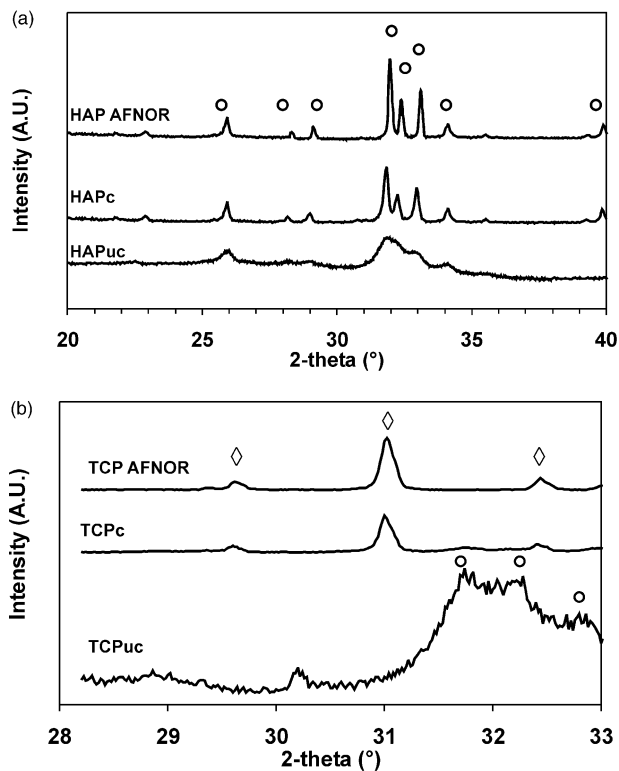 (a)
Intensity (A.U.)
HAP AFNOR
HAPc
HAPuc
20 25 30 35 40
2-theta (°)
(b)
Intensity (A.U.)
TCP AFNOR
TCPc
TCPuc
28 29 30 31 32 33
2-theta (°)